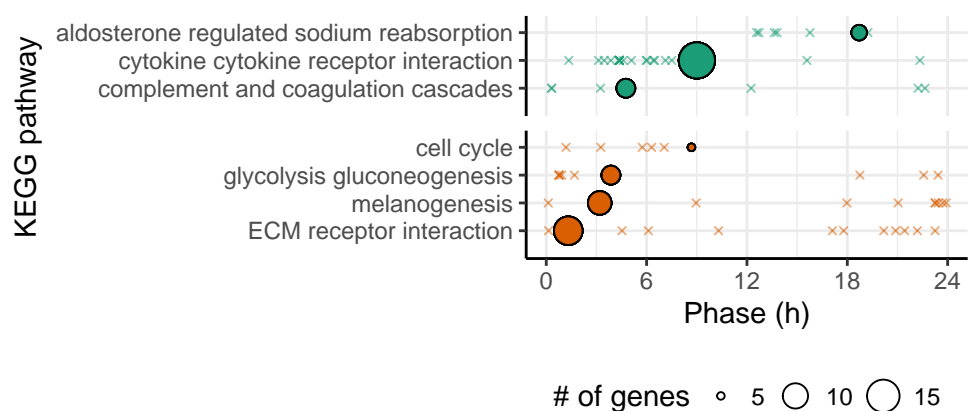 KEGG pathway
aldosterone regulated sodium reabsorption
cytokine cytokine receptor interaction
complement and coagulation cascades
cell cycle
glycolysis gluconeogenesis
melanogenesis
ECM receptor interaction
0 6 12 18 24
Phase (h)
# of genes 5 10 15